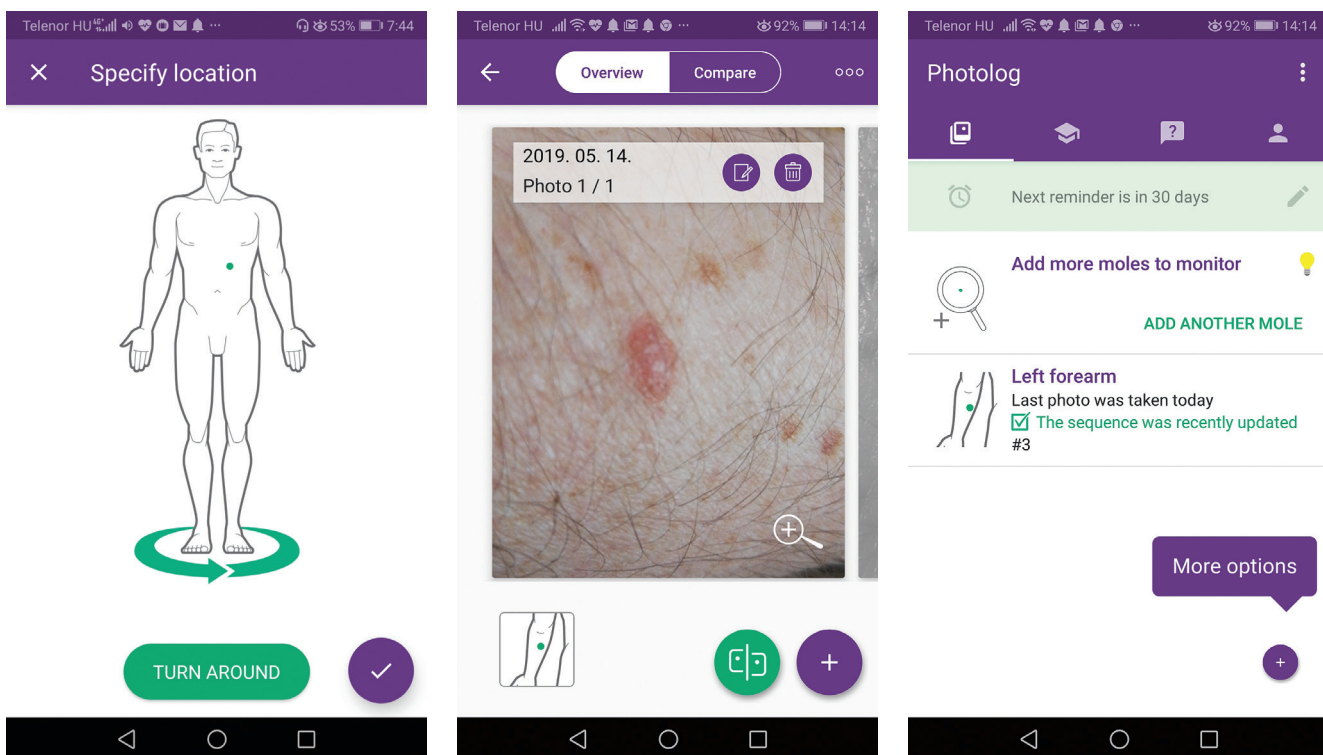 Telenor HU 53% 7:44
Specify location
TURN AROUND
Telenor HU 92% 14:14
Overview
Compare
2019. 05. 14.
Photo 1 / 1
Telenor HU 92% 14:14
Photolog
Next reminder is in 30 days
Add more moles to monitor
ADD ANOTHER MOLE
Left forearm
Last photo was taken today
The sequence was recently updated
#3
More options